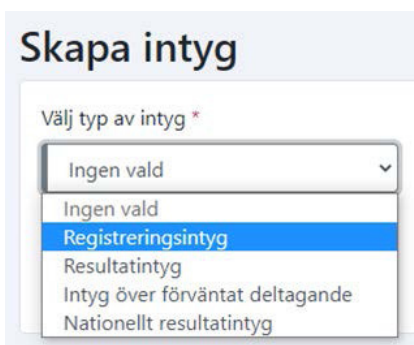 Skapa intyg
Välj typ av intyg *
Ingen vald
Ingen vald
Registreringsintyg
Resultatintyg
Intyg över förväntat deltagande
Nationellt resultatintyg